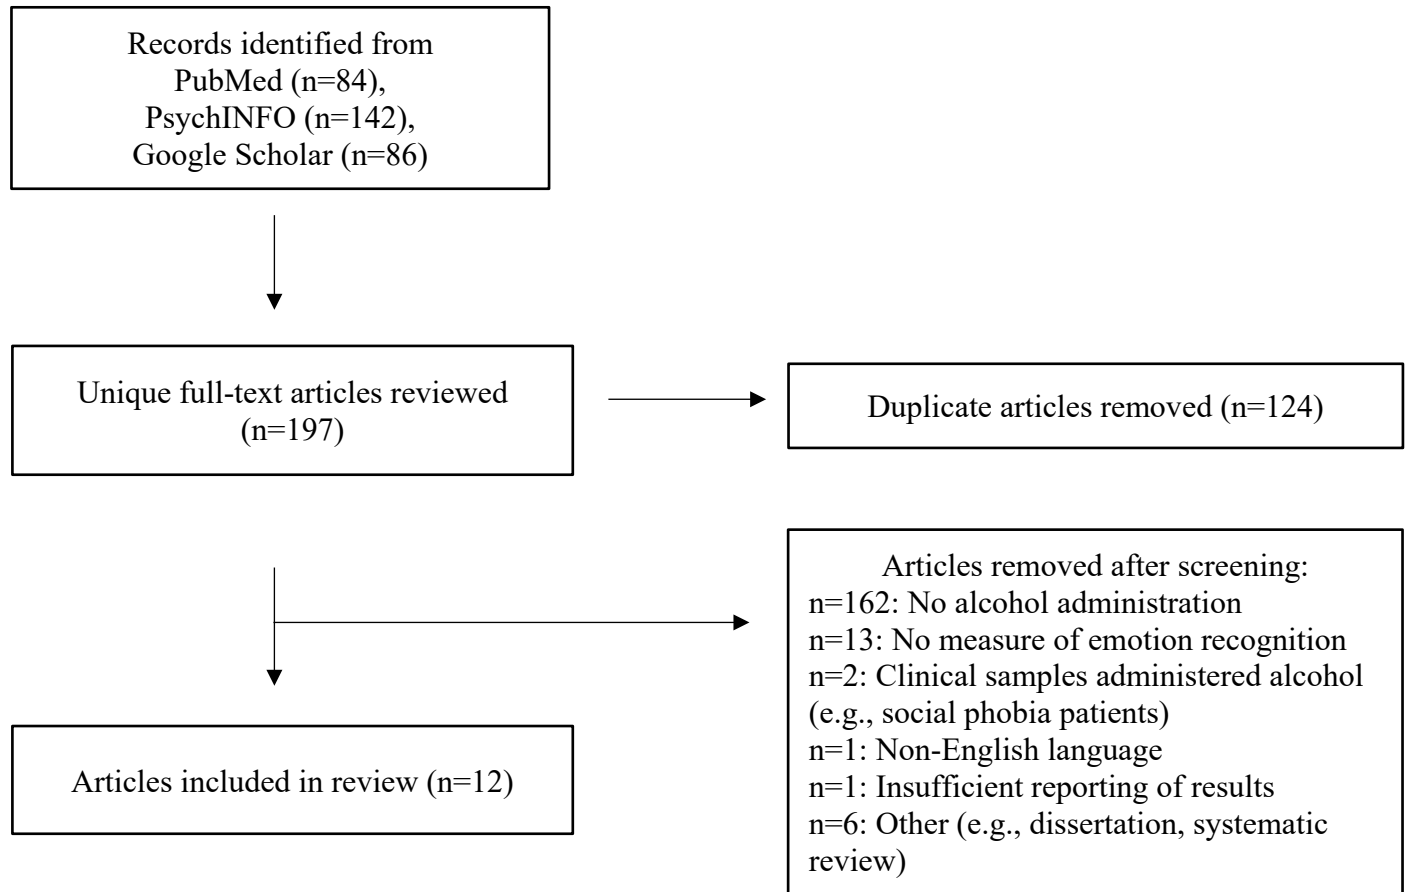 Records identified from
PubMed (n=84),
PsychINFO (n=142),
Google Scholar (n=86)
Unique full-text articles reviewed
(n=197)
Duplicate articles removed (n=124)
Articles removed after screening:
n=162: No alcohol administration
n=13: No measure of emotion recognition
n=2: Clinical samples administered alcohol
(e.g., social phobia patients)
n=1: Non-English language
n=1: Insufficient reporting of results
n=6: Other (e.g., dissertation, systematic
review)
Articles included in review (n=12)